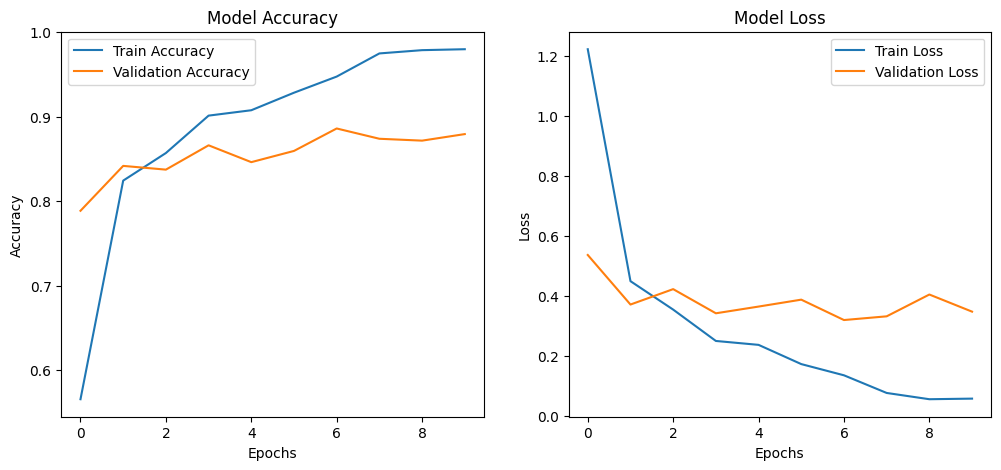 Model Accuracy
Train Accuracy
Validation Accuracy
1.0
0.9
0.8
0.7
0.6
Accuracy
0 2 4 6 8
Epochs
Model Loss
Train Loss
Validation Loss
1.2
1.0
0.8
0.6
0.4
0.2
0.0
Loss
0 2 4 6 8
Epochs